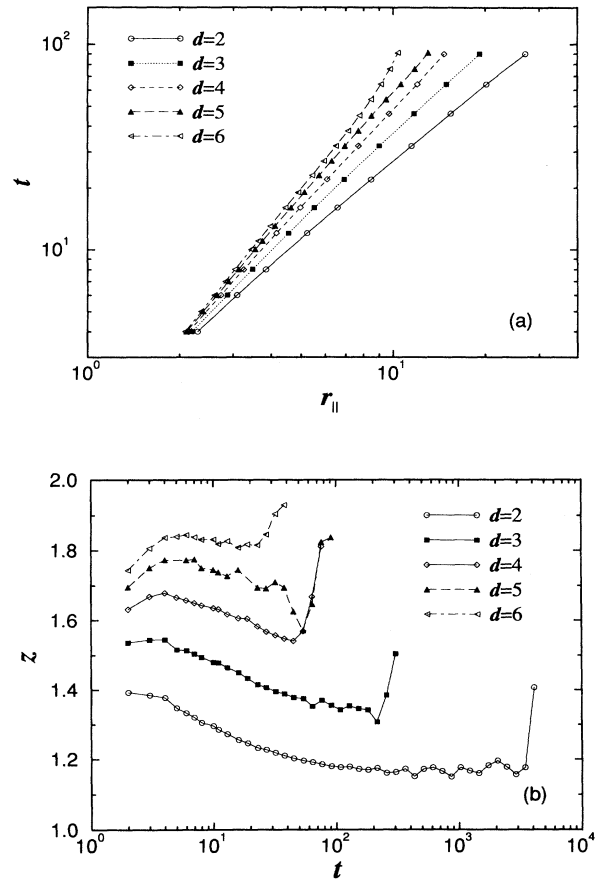 10²
10¹
t
d=2
d=3
d=4
d=5
d=6
(a)
10⁰
10¹
r||
2.0
1.8
1.6
1.4
1.2
1.0
z
d=2
d=3
d=4
d=5
d=6
(b)
10⁰
10¹
10²
10³
10⁴
t